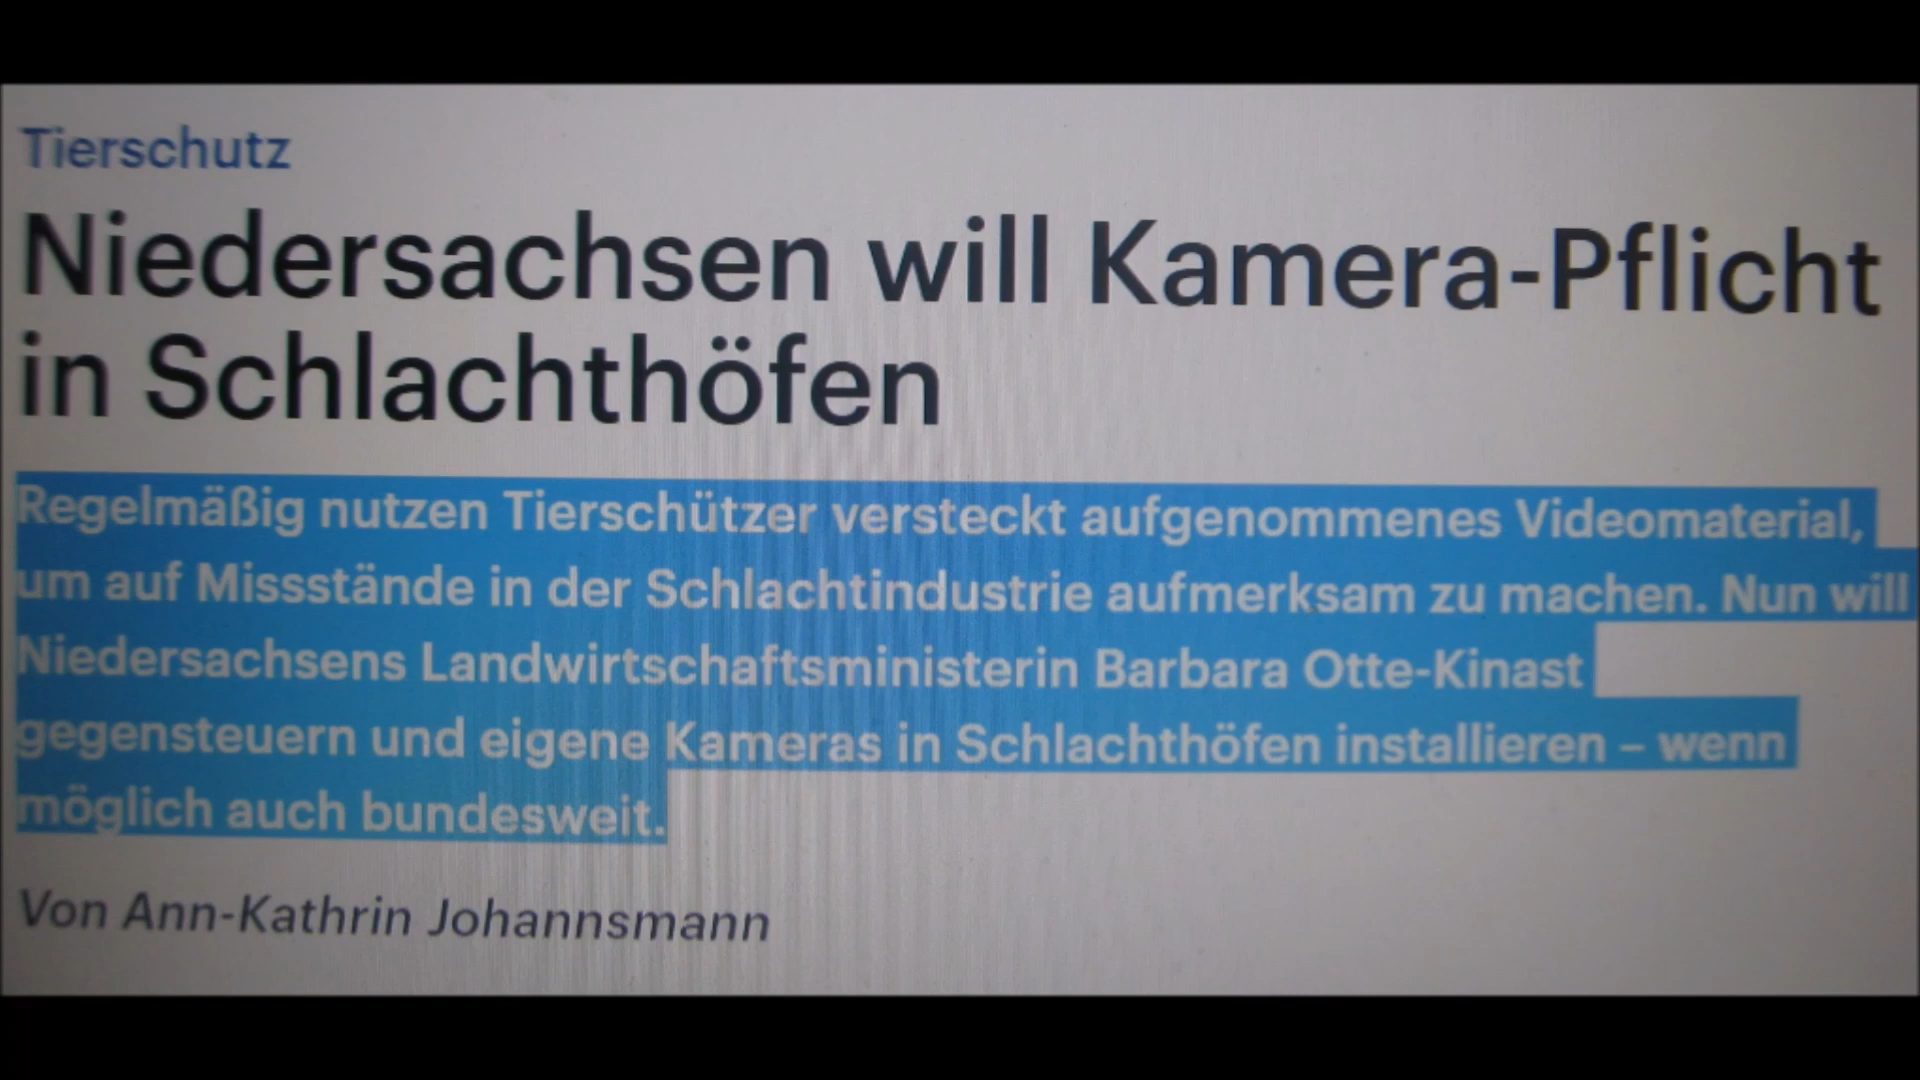 Tierschutz
Niedersachsen will Kamera-Pflicht
in Schlachthöfen
Regelmäßig nutzen Tierschützer versteckt aufgenommenes Videomaterial,
um auf Missstände in der Schlachtindustrie aufmerksam zu machen. Nun will
Niedersachsens Landwirtschaftsministerin Barbara Otte-Kinast
gegensteuern und eigene Kameras in Schlachthöfen installieren – wenn
möglich auch bundesweit.
Von Ann-Kathrin Johannsmann